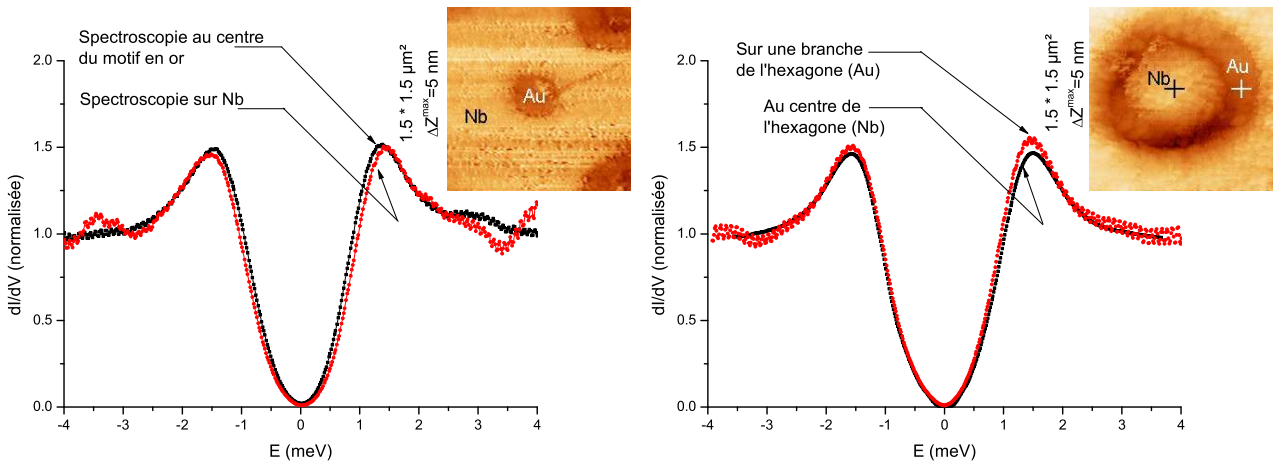 Spectroscopie au centre
du motif en or
Spectroscopie sur Nb
1.5 * 1.5 µm²
ΔZmax=5 nm
Nb
Au
2.0
1.5
1.0
0.5
0.0
dI/dV (normalisée)
-4 -3 -2 -1 0 1 2 3 4
E (meV)
Sur une branche
de l'hexagone (Au)
Au centre de
l'hexagone (Nb)
1.5 * 1.5 µm²
ΔZmax=5 nm
Nb
Au
2.0
1.5
1.0
0.5
0.0
dI/dV (normalisée)
-4 -3 -2 -1 0 1 2 3 4
E (meV)